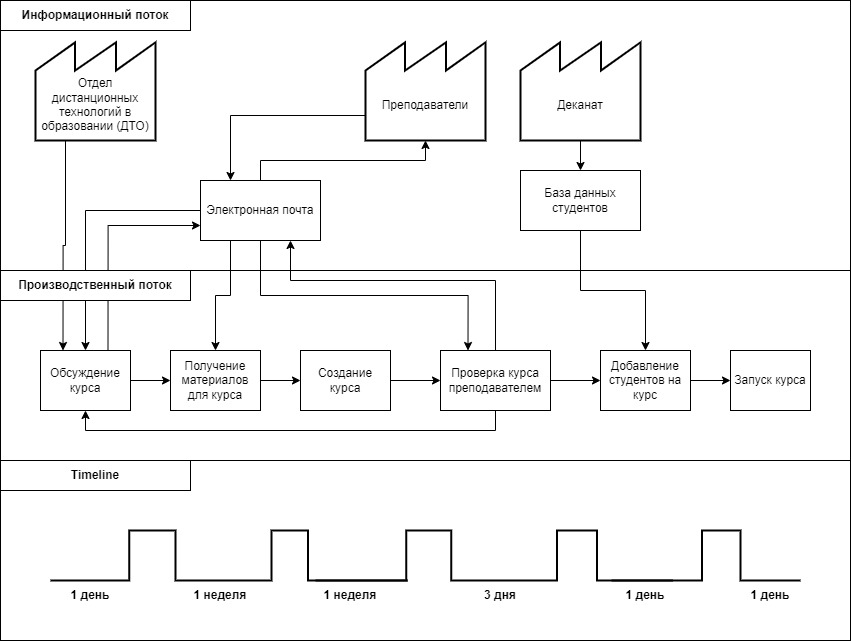 Информационный поток
Отдел
дистанционных
технологий в
образовании (ДТО)
Преподаватели
Деканат
Электронная почта
База данных
студентов
Производственный поток
Обсуждение
курса
Получение
материалов
для курса
Создание
курса
Проверка курса
преподавателем
Добавление
студентов на
курс
Запуск курса
Timeline
1 день
1 неделя
1 неделя
3 дня
1 день
1 день